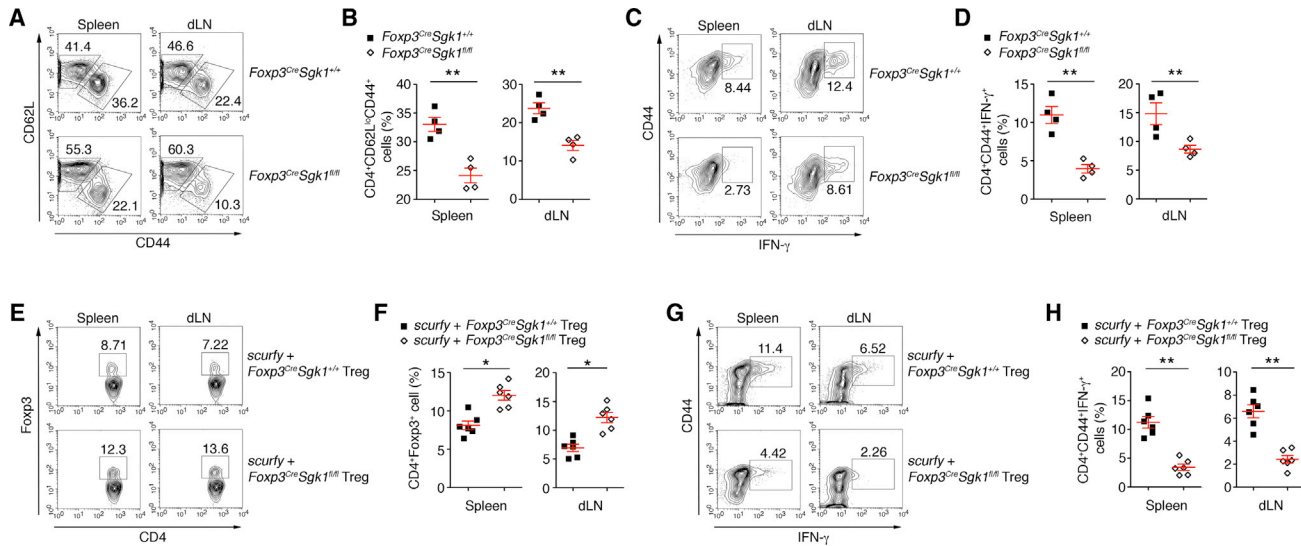 A
Spleen
dLN
CD62L
41.4
36.2
46.6
22.4
Foxp3CreSgk1+/+
55.3
22.1
60.3
10.3
Foxp3CreSgk1fl/fl
CD44
B
Foxp3CreSgk1+/+
Foxp3CreSgk1fl/fl
CD4+CD62LloCD44+
cells (%)
40
35
30
25
20
**
Spleen
30
20
10
0
**
dLN
C
Spleen
dLN
CD44
8.44
12.4
Foxp3CreSgk1+/+
2.73
8.61
Foxp3CreSgk1fl/fl
IFN-γ
D
Foxp3CreSgk1+/+
Foxp3CreSgk1fl/fl
CD4+CD44+IFN-γ+
cells (%)
15
10
5
0
**
Spleen
20
15
10
5
0
**
dLN
E
Spleen
dLN
Foxp3
8.71
7.22
scurfy +
Foxp3CreSgk1+/+ Treg
12.3
13.6
scurfy +
Foxp3CreSgk1fl/fl Treg
CD4
F
scurfy + Foxp3CreSgk1+/+ Treg
scurfy + Foxp3CreSgk1fl/fl Treg
CD4+Foxp3+ cell (%)
15
10
5
0
*
Spleen
20
15
10
5
0
*
dLN
G
Spleen
dLN
CD44
11.4
6.52
scurfy +
Foxp3CreSgk1+/+ Treg
4.42
2.26
scurfy +
Foxp3CreSgk1fl/fl Treg
IFN-γ
H
scurfy + Foxp3CreSgk1+/+ Treg
scurfy + Foxp3CreSgk1fl/fl Treg
CD4+CD44+IFN-γ+
cells (%)
20
15
10
5
0
**
Spleen
8
6
4
2
0
**
dLN